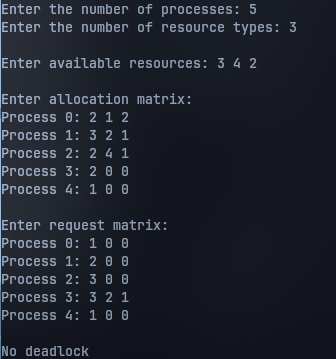 Enter the number of processes: 5
Enter the number of resource types: 3
Enter available resources: 3 4 2
Enter allocation matrix:
Process 0: 2 1 2
Process 1: 3 2 1
Process 2: 2 4 1
Process 3: 2 0 0
Process 4: 1 0 0
Enter request matrix:
Process 0: 1 0 0
Process 1: 2 0 0
Process 2: 3 0 0
Process 3: 3 2 1
Process 4: 1 0 0
No deadlock